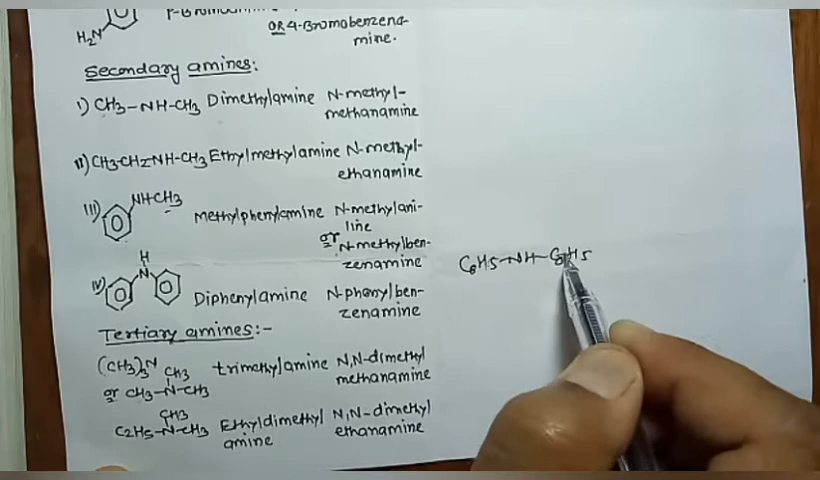 H₂N
OR 4-Bromobenzena-
mine.
Secondary amines:
i) CH₃-NH-CH₃ Dimethylamine N-methyl-
methanamine
ii) CH₃-CH₂NH-CH₃ Ethylmethylamine N-methyl-
ethanamine
iii) NH-CH₃
methylphenylamine N-methylani-
line
or
N-methylben-
zenamine
C₆H₅-NH-C₆H₅
H
N
iv) Diphenylamine N-phenylben-
zenamine
Tertiary amines:-
(CH₃)₃N trimethylamine N,N-dimethyl
methanamine
CH₃
or CH₃-N-CH₃
CH₃
C₂H₅-N-CH₃ Ethyldimethyl N,N-dimethyl
amine ethanamine